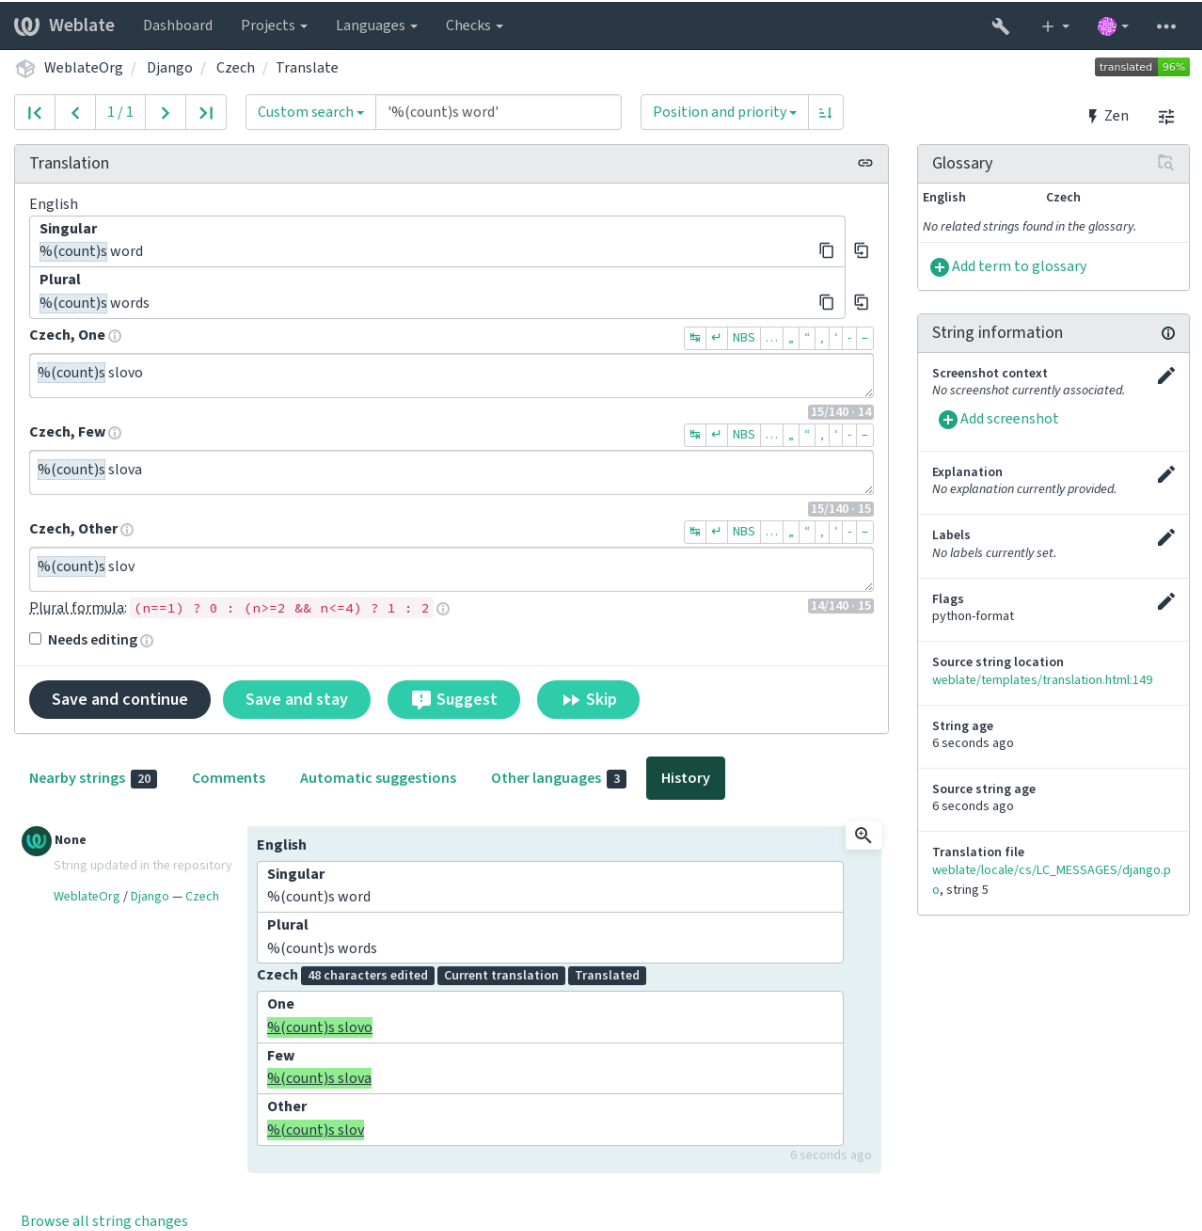 Weblate Dashboard Projects Languages Checks
WeblateOrg / Django / Czech / Translate
translated 96%
1 / 1
Custom search '%(count)s word'
Position and priority
Zen
Translation
English
Singular
%(count)s word
Plural
%(count)s words
Czech, One
NBS … „ “ ‚ ‘ - –
%(count)s slovo
15/140 · 14
Czech, Few
NBS … „ “ ‚ ‘ - –
%(count)s slova
15/140 · 15
Czech, Other
NBS … „ “ ‚ ‘ - –
%(count)s slov
14/140 · 15
Plural formula: (n==1) ? 0 : (n>=2 && n<=4) ? 1 : 2
Needs editing
Save and continue Save and stay Suggest Skip
Glossary
English Czech
No related strings found in the glossary.
Add term to glossary
String information
Screenshot context
No screenshot currently associated.
Add screenshot
Explanation
No explanation currently provided.
Labels
No labels currently set.
Flags
python-format
Source string location
weblate/templates/translation.html:149
String age
6 seconds ago
Source string age
6 seconds ago
Translation file
weblate/locale/cs/LC_MESSAGES/django.p
o, string 5
Nearby strings 20 Comments Automatic suggestions Other languages 3 History
None
String updated in the repository
WeblateOrg / Django — Czech
English
Singular
%(count)s word
Plural
%(count)s words
Czech 48 characters edited Current translation Translated
One
%(count)s slovo
Few
%(count)s slova
Other
%(count)s slov
6 seconds ago
Browse all string changes